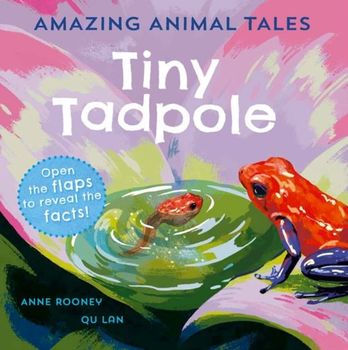 AMAZING ANIMAL TALES
Tiny
Tadpole
Open
the flaps
to reveal the
facts!
ANNE ROONEY
QU LAN